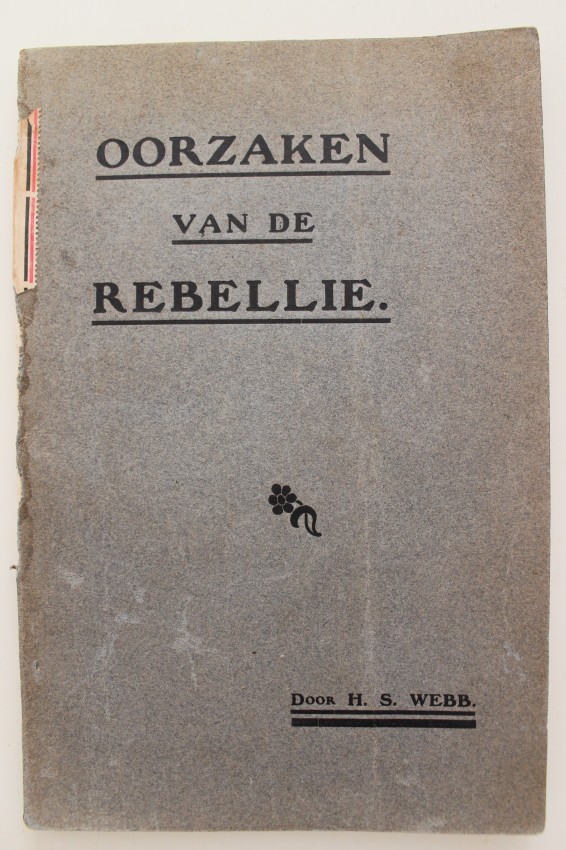 OORZAKEN
VAN DE
REBELLIE.
DOOR H. S. WEBB.